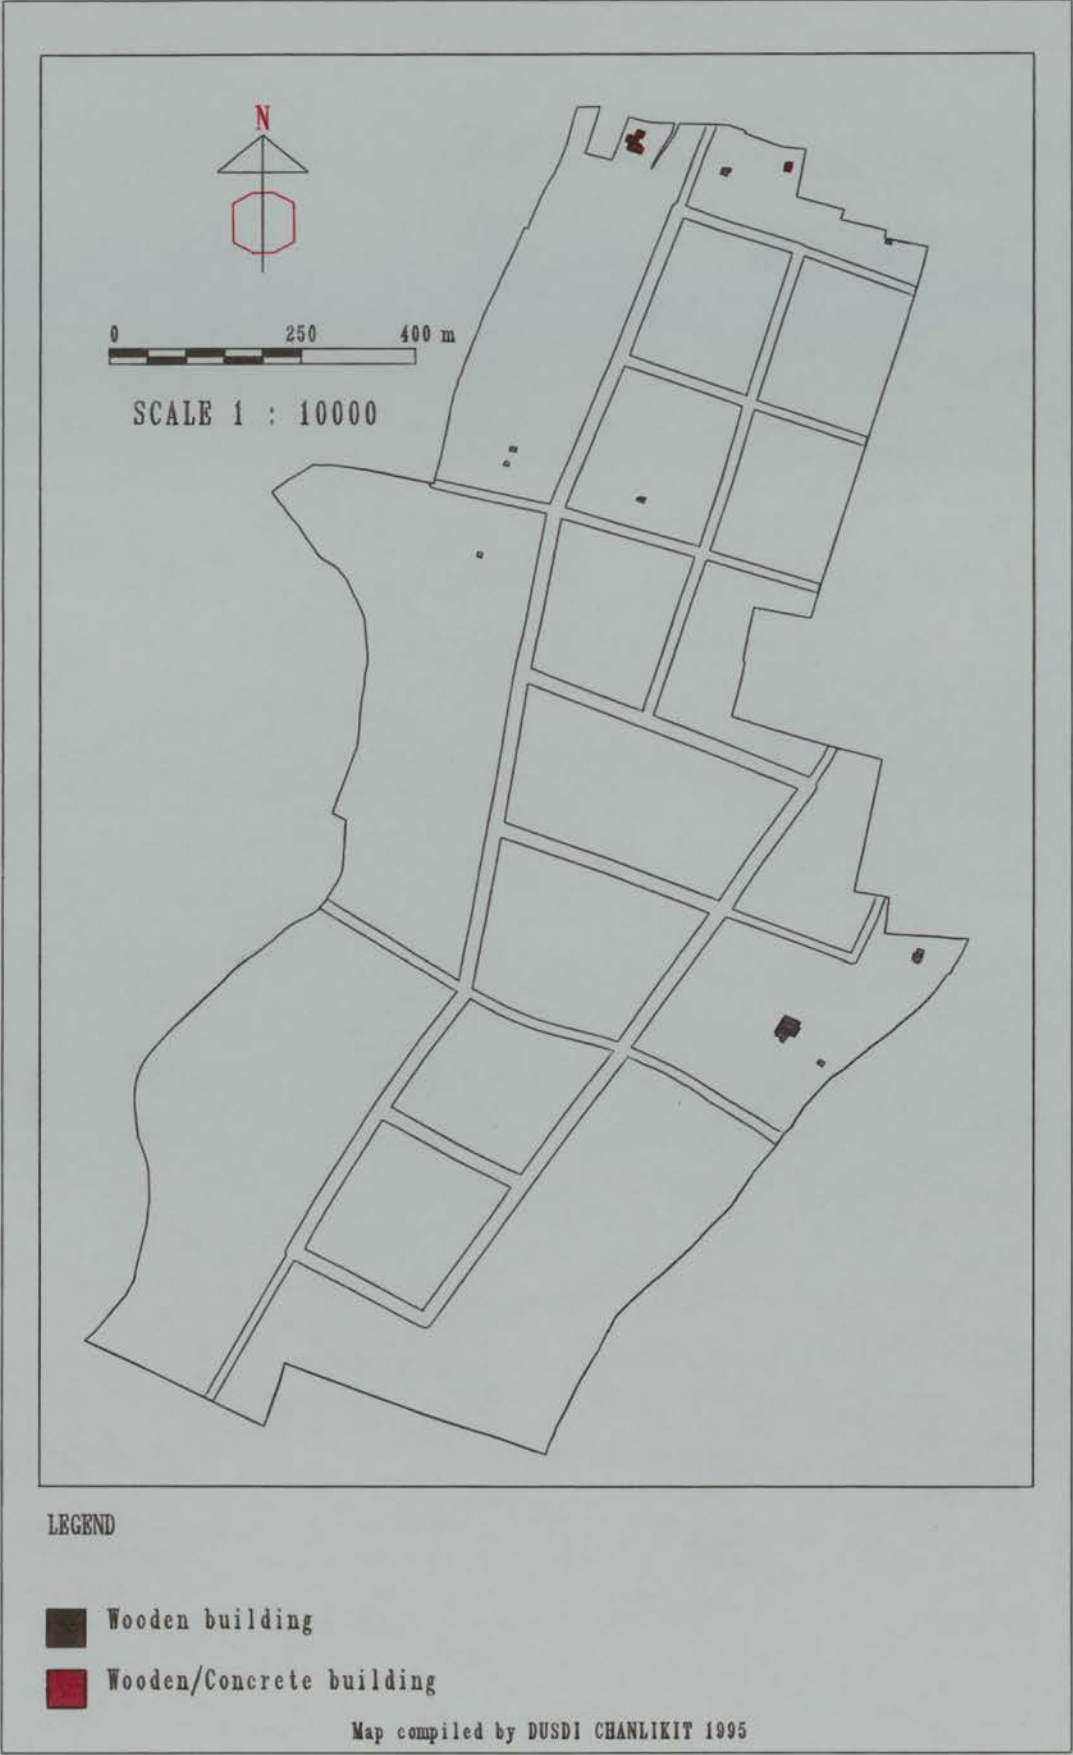 N
0 250 400 m
SCALE 1 : 10000
LEGEND
Wooden building
Wooden/Concrete building
Map compiled by DUSDI CHANLIKIT 1995